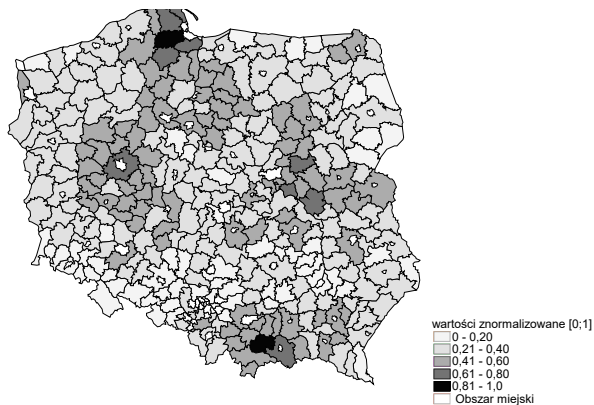 wartości znormalizowane [0;1]
0 - 0,20
0,21 - 0,40
0,41 - 0,60
0,61 - 0,80
0,81 - 1,0
Obszar miejski